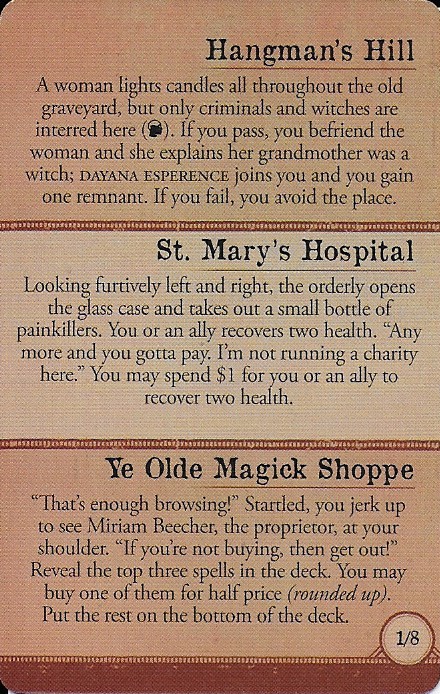 Hangman's Hill
A woman lights candles all throughout the old
graveyard, but only criminals and witches are
interred here (). If you pass, you befriend the
woman and she explains her grandmother was a
witch; DAYANA ESPERENCE joins you and you gain
one remnant. If you fail, you avoid the place.
St. Mary's Hospital
Looking furtively left and right, the orderly opens
the glass case and takes out a small bottle of
painkillers. You or an ally recovers two health. “Any
more and you gotta pay. I'm not running a charity
here.” You may spend $1 for you or an ally to
recover two health.
Ye Olde Magick Shoppe
“That's enough browsing!” Startled, you jerk up
to see Miriam Beecher, the proprietor, at your
shoulder. “If you're not buying, then get out!”
Reveal the top three spells in the deck. You may
buy one of them for half price (rounded up).
Put the rest on the bottom of the deck.
1/8